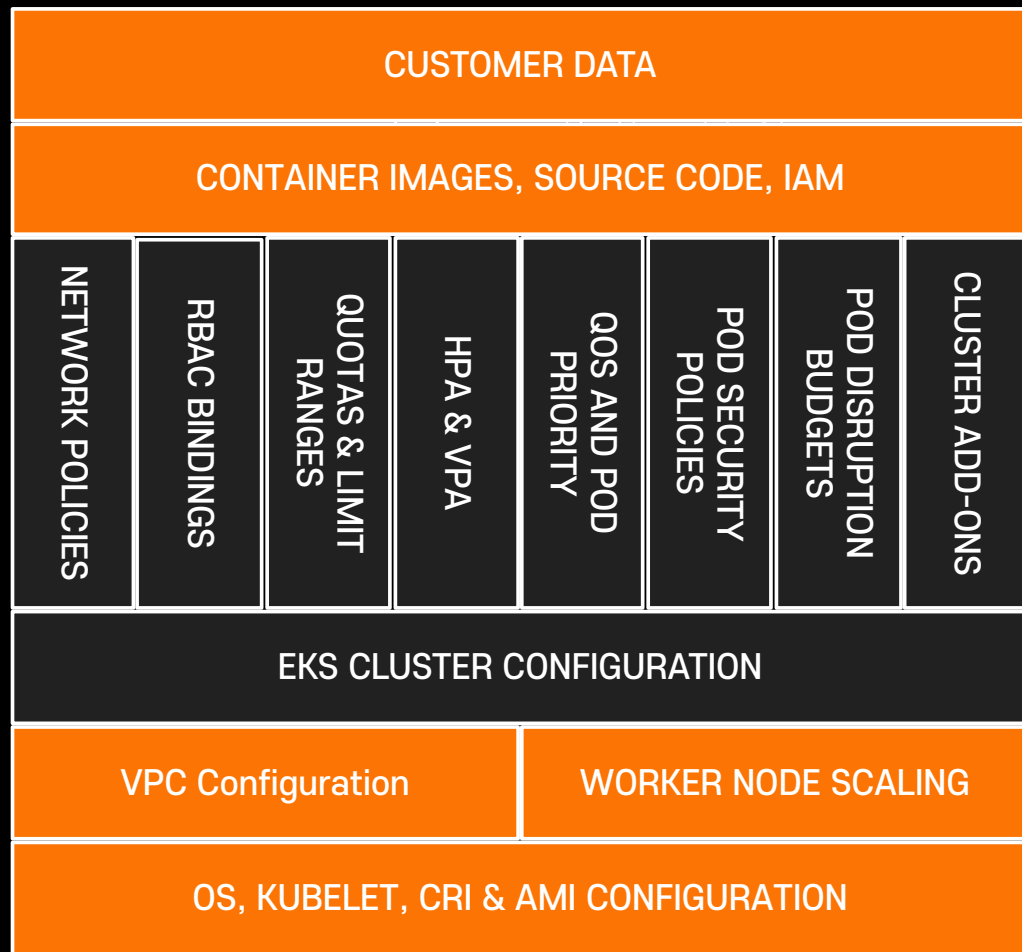 CUSTOMER DATA
CONTAINER IMAGES, SOURCE CODE, IAM
NETWORK POLICIES
RBAC BINDINGS
QUOTAS & LIMIT
RANGES
HPA & VPA
QOS AND POD
PRIORITY
POD SECURITY
POLICIES
POD DISRUPTION
BUDGETS
CLUSTER ADD-ONS
EKS CLUSTER CONFIGURATION
VPC Configuration
WORKER NODE SCALING
OS, KUBELET, CRI & AMI CONFIGURATION